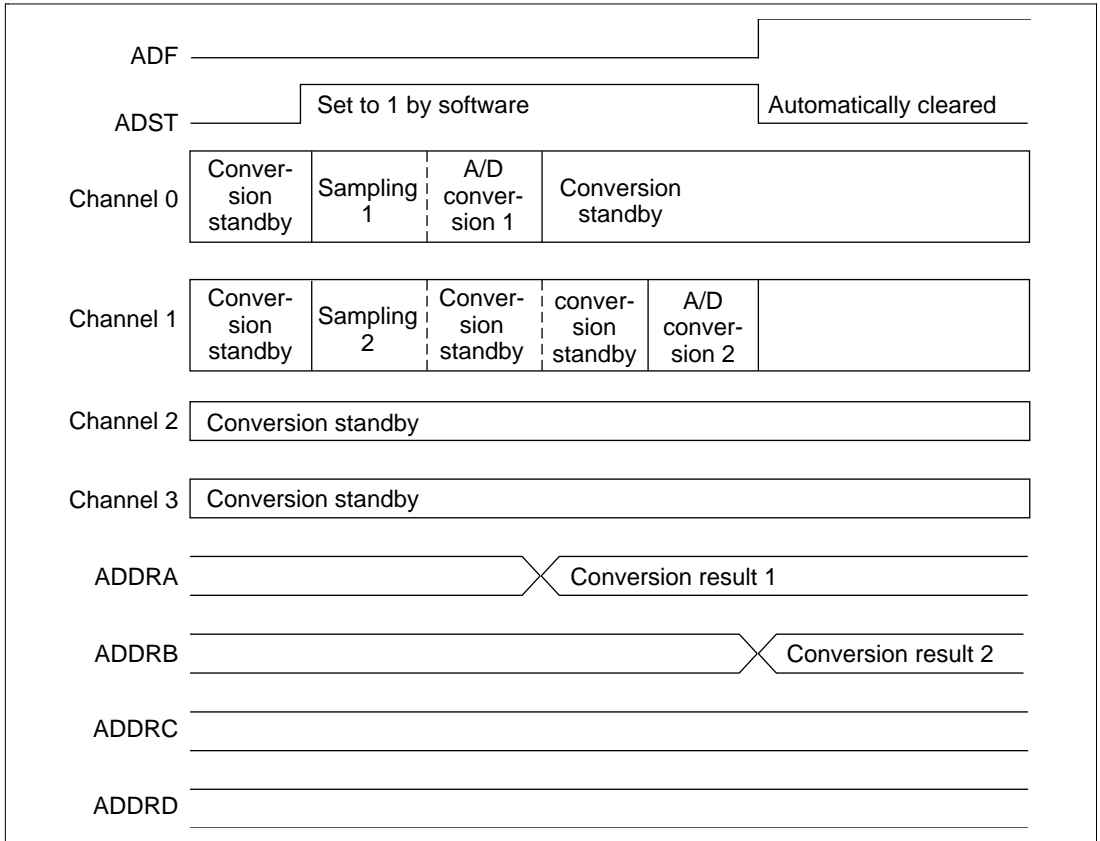 ADF
ADST
Set to 1 by software
Automatically cleared
Channel 0
Conver-
sion
standby
Sampling
1
A/D
conver-
sion 1
Conversion
standby
Channel 1
Conver-
sion
standby
Sampling
2
Conver-
sion
standby
conver-
sion
standby
A/D
conver-
sion 2
Channel 2
Conversion standby
Channel 3
Conversion standby
ADDRA
Conversion result 1
ADDRB
Conversion result 2
ADDRC
ADDRD